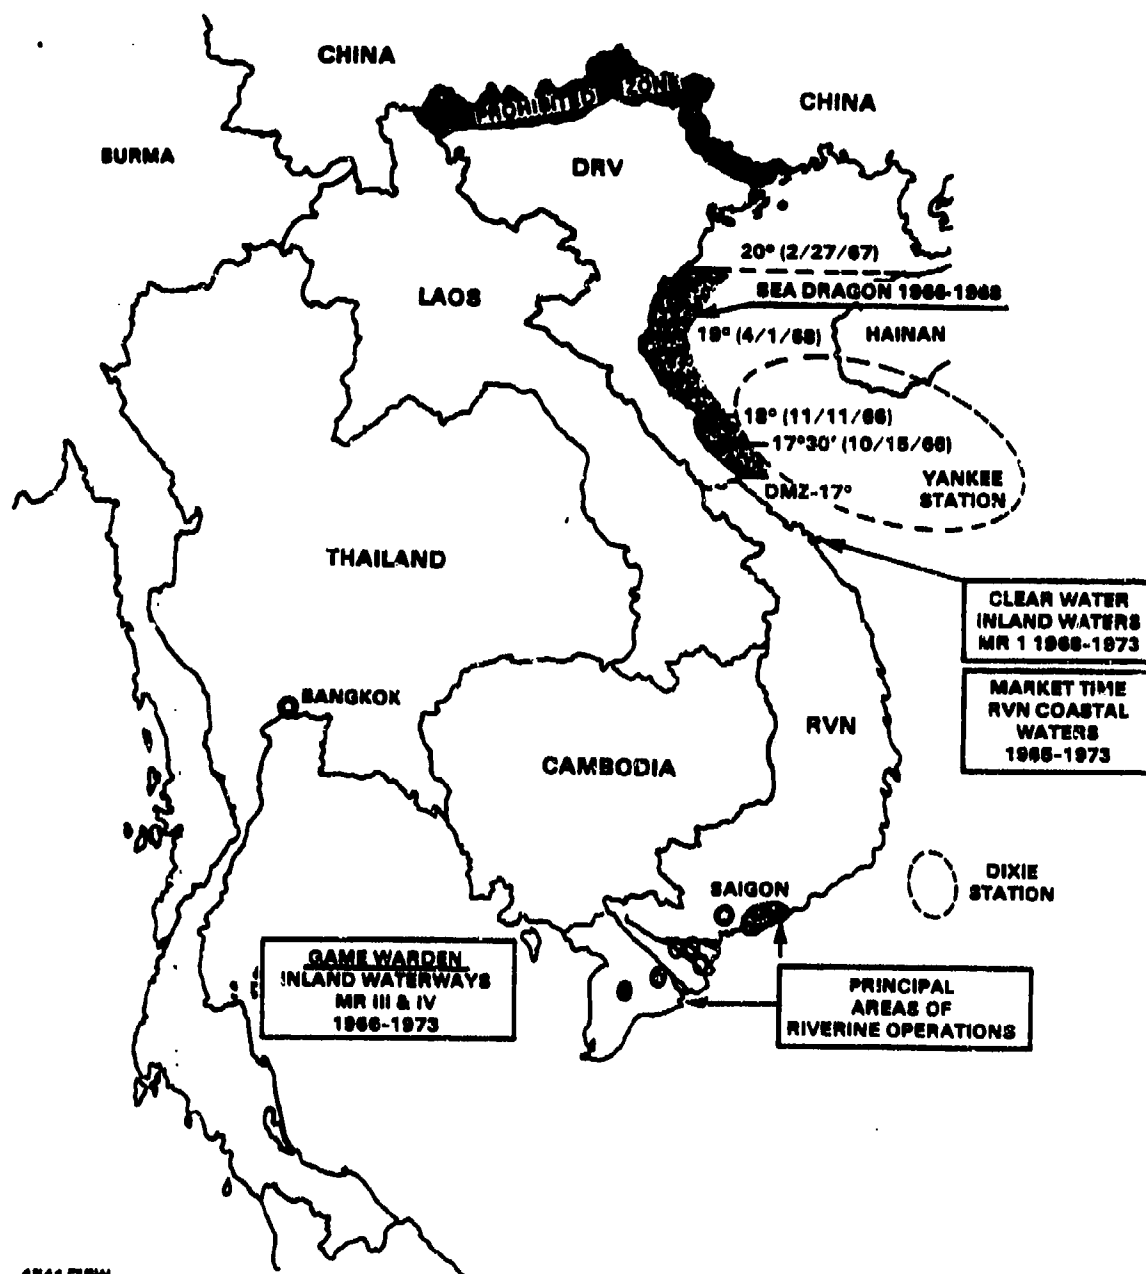 CHINA
PROHIBITED ZONE
CHINA
BURMA
DRV
20° (2/27/67)
LAOS
SEA DRAGON 1966-1968
19° (4/1/68)
HAINAN
18° (11/11/66)
17°30' (10/15/66)
YANKEE
STATION
DMZ-17°
THAILAND
CLEAR WATER
INLAND WATERS
MR 1 1968-1973
BANGKOK
MARKET TIME
RVN COASTAL
WATERS
1965-1973
RVN
CAMBODIA
DIXIE
STATION
SAIGON
GAME WARDEN
INLAND WATERWAYS
MR III & IV
1966-1973
PRINCIPAL
AREAS OF
RIVERINE OPERATIONS